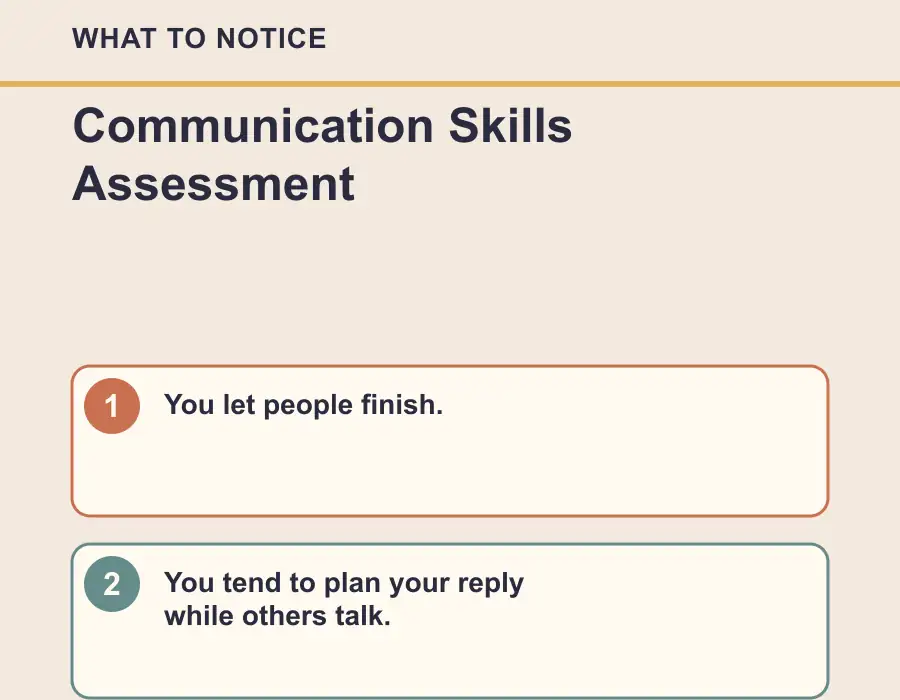 WHAT TO NOTICE
Communication Skills
Assessment
1
You let people finish.
2
You tend to plan your reply
while others talk.